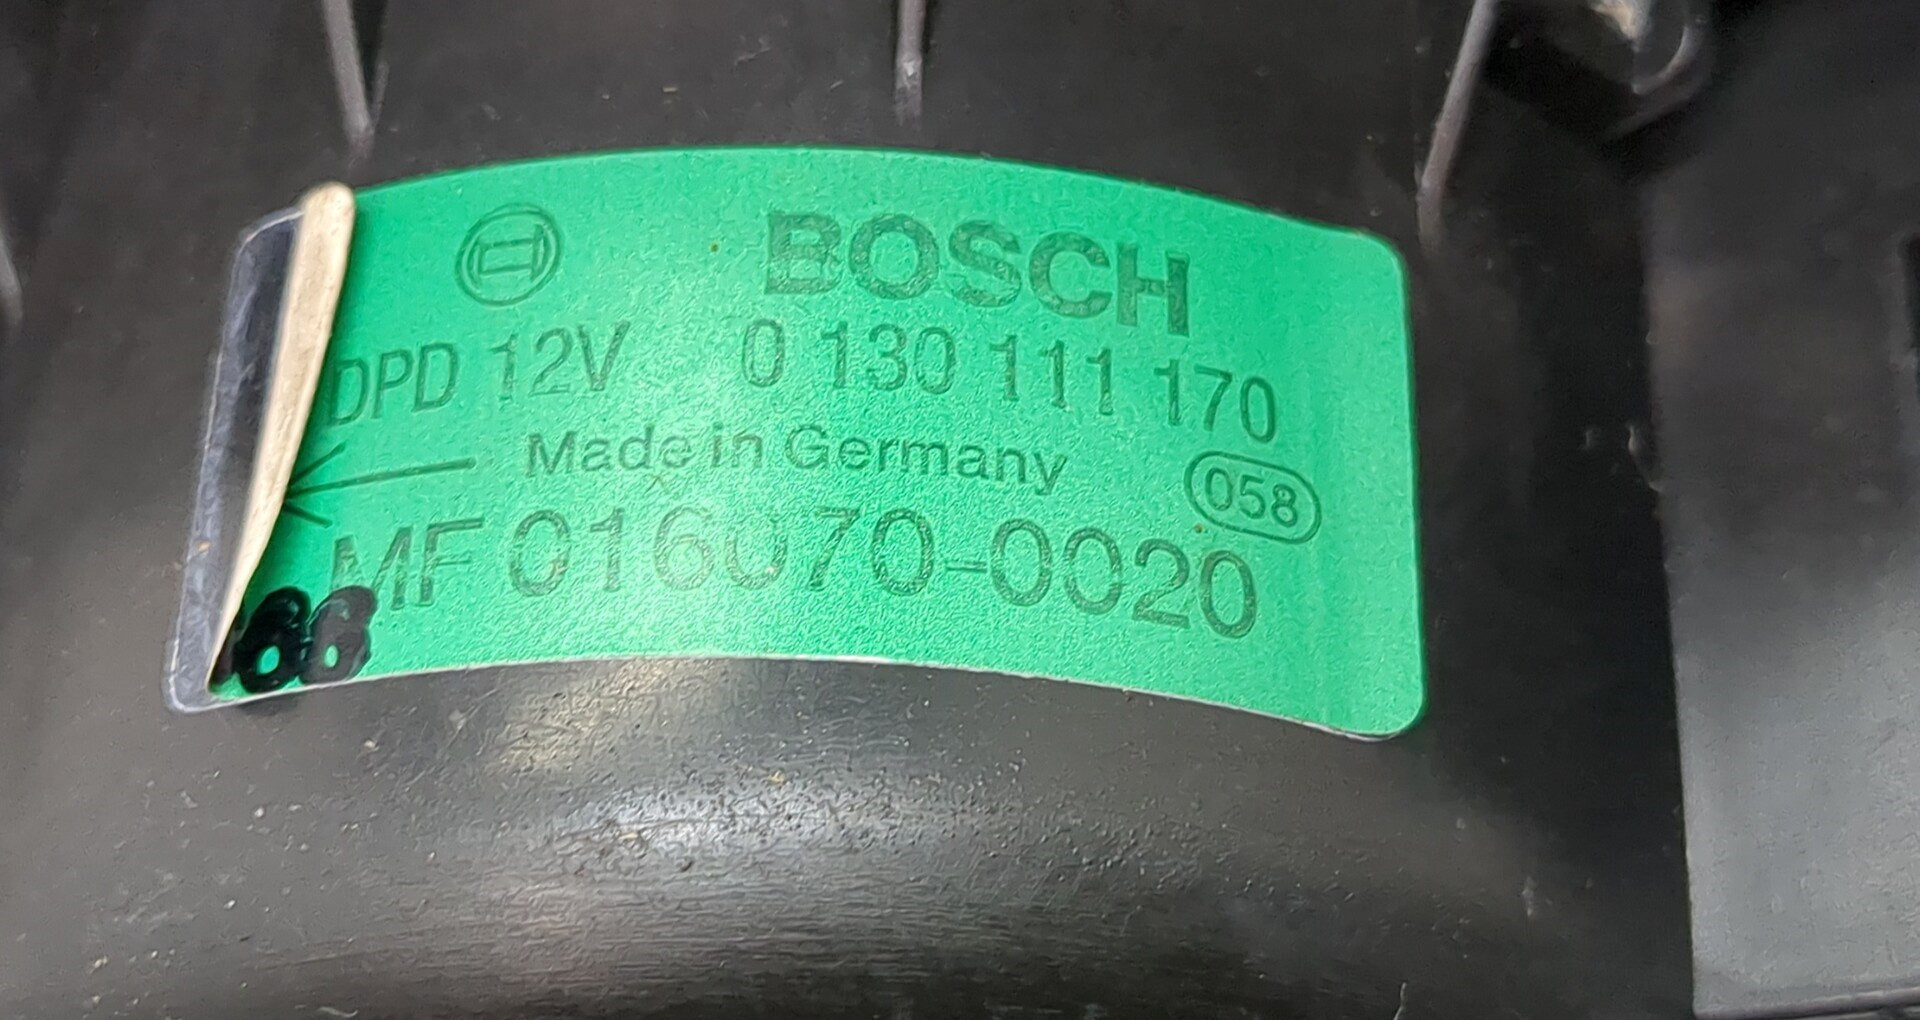 BOSCH
DPD 12V 0 130 111 170
Made in Germany
058
MF 016070-0020